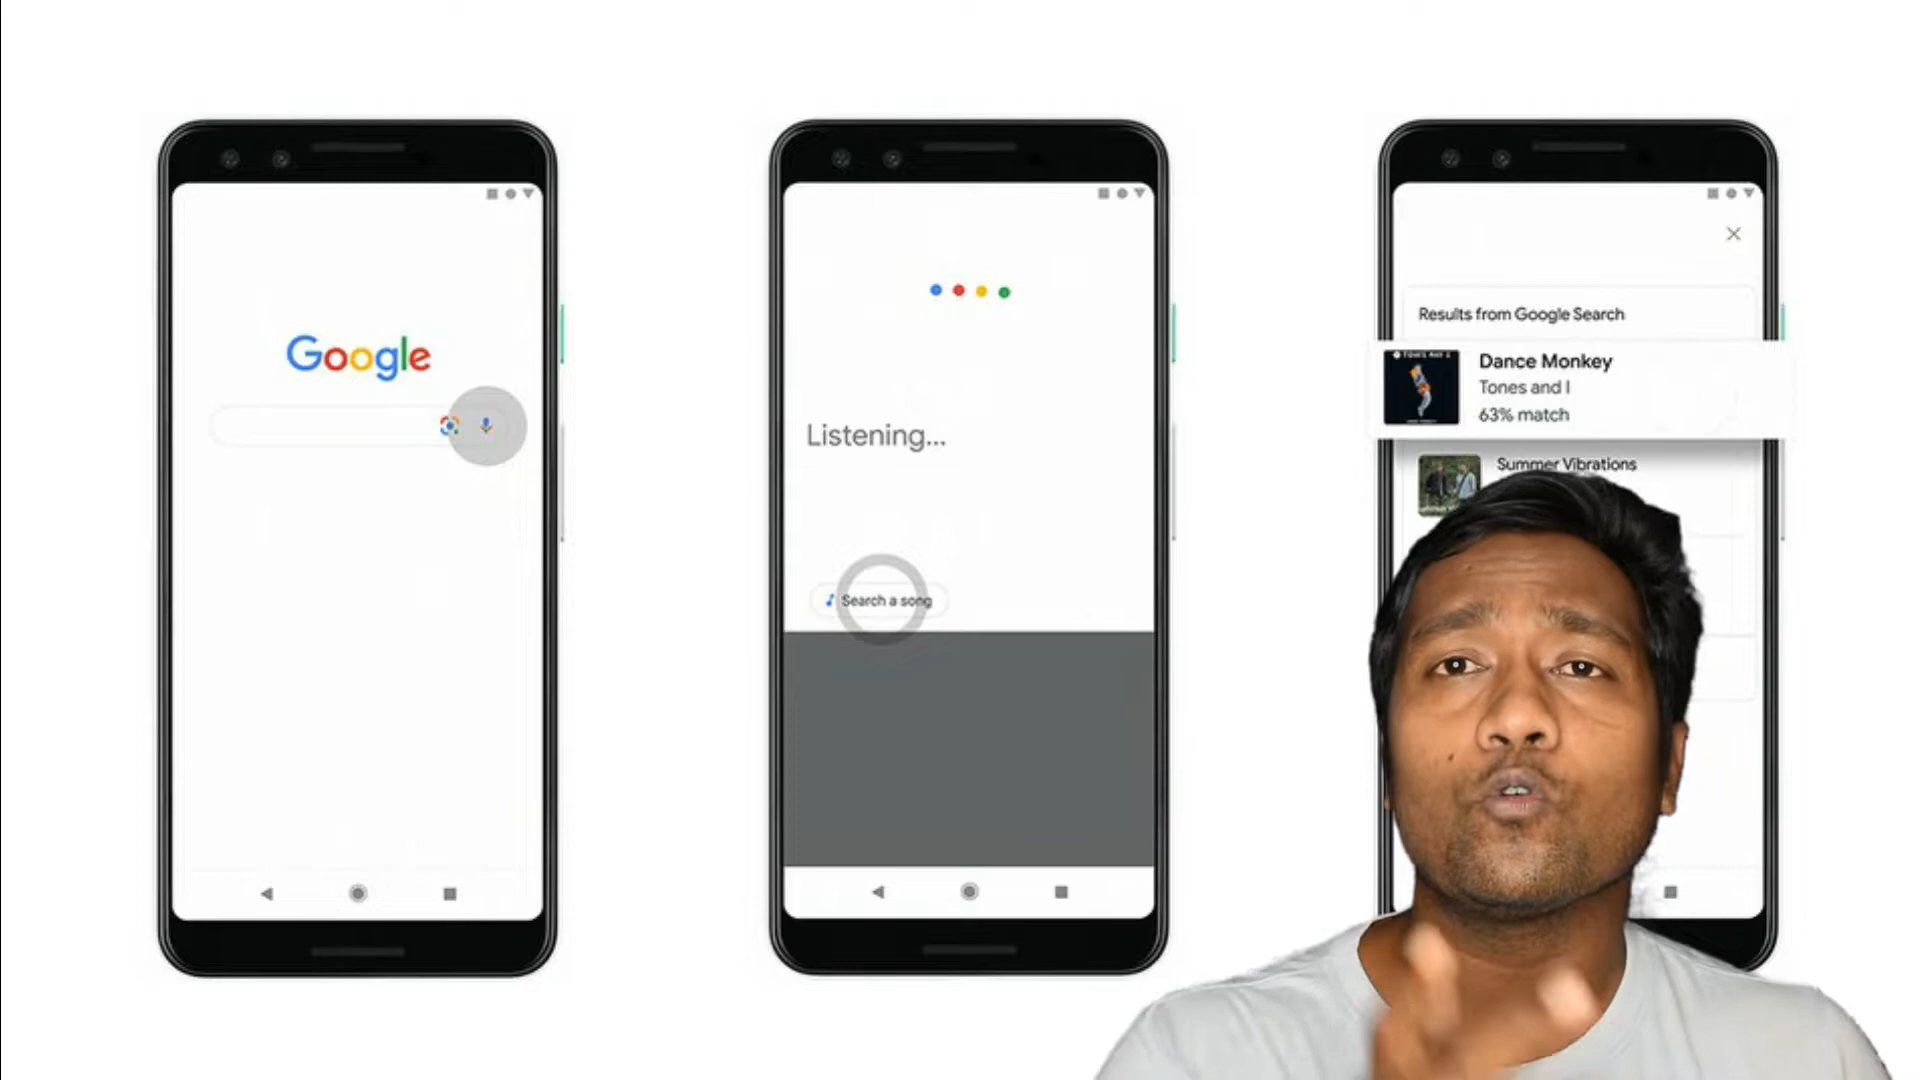 Google
Listening...
Search a song
Results from Google Search
Dance Monkey
Tones and I
63% match
Summer Vibrations